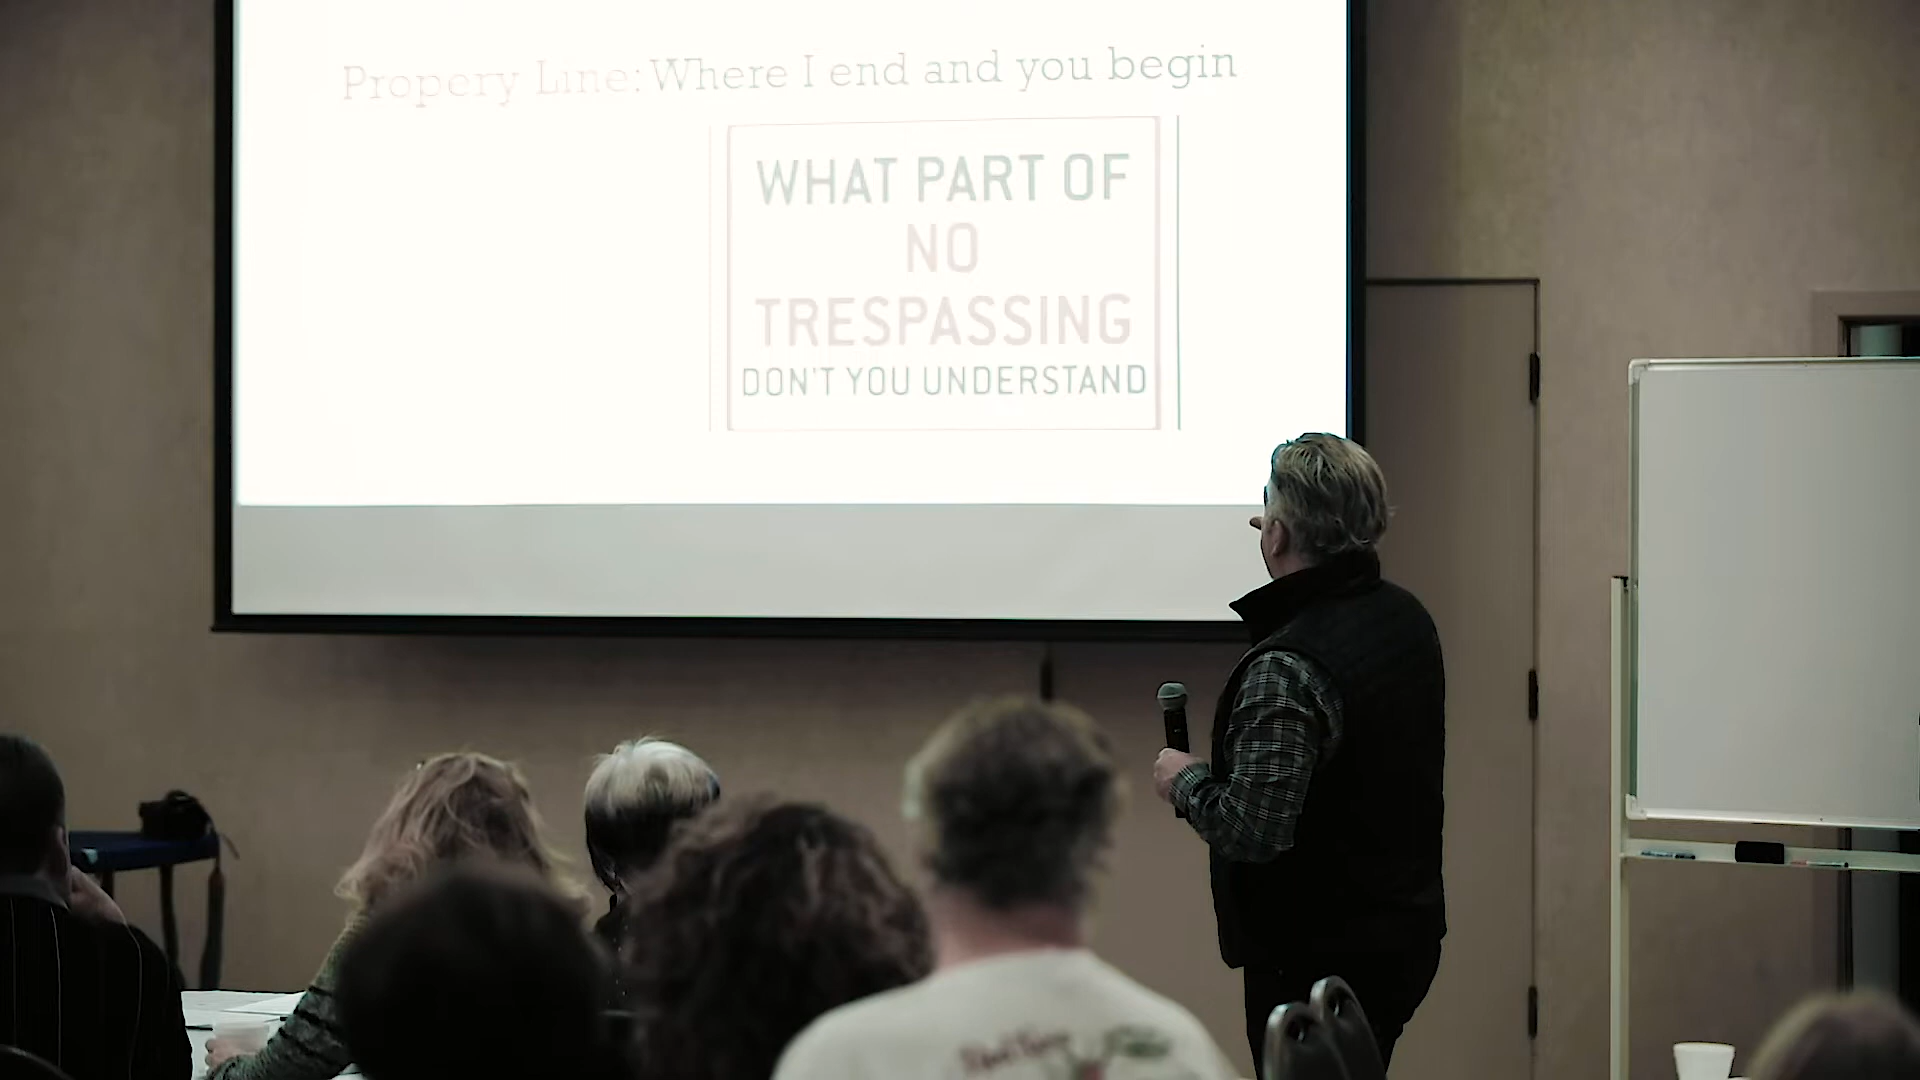 Propery Line: Where I end and you begin
WHAT PART OF
NO
TRESPASSING
DON'T YOU UNDERSTAND